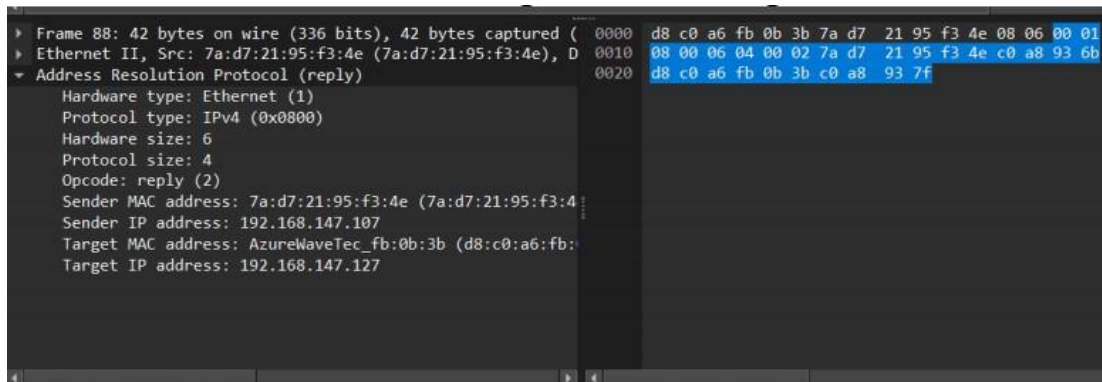 Frame 88: 42 bytes on wire (336 bits), 42 bytes captured (
Ethernet II, Src: 7a:d7:21:95:f3:4e (7a:d7:21:95:f3:4e), D
Address Resolution Protocol (reply)
Hardware type: Ethernet (1)
Protocol type: IPv4 (0x0800)
Hardware size: 6
Protocol size: 4
Opcode: reply (2)
Sender MAC address: 7a:d7:21:95:f3:4e (7a:d7:21:95:f3:4
Sender IP address: 192.168.147.107
Target MAC address: AzureWaveTec_fb:0b:3b (d8:c0:a6:fb:
Target IP address: 192.168.147.127
0000 d8 c0 a6 fb 0b 3b 7a d7 21 95 f3 4e 08 06 00 01
0010 08 00 06 04 00 02 7a d7 21 95 f3 4e c0 a8 93 6b
0020 d8 c0 a6 fb 0b 3b c0 a8 93 7f